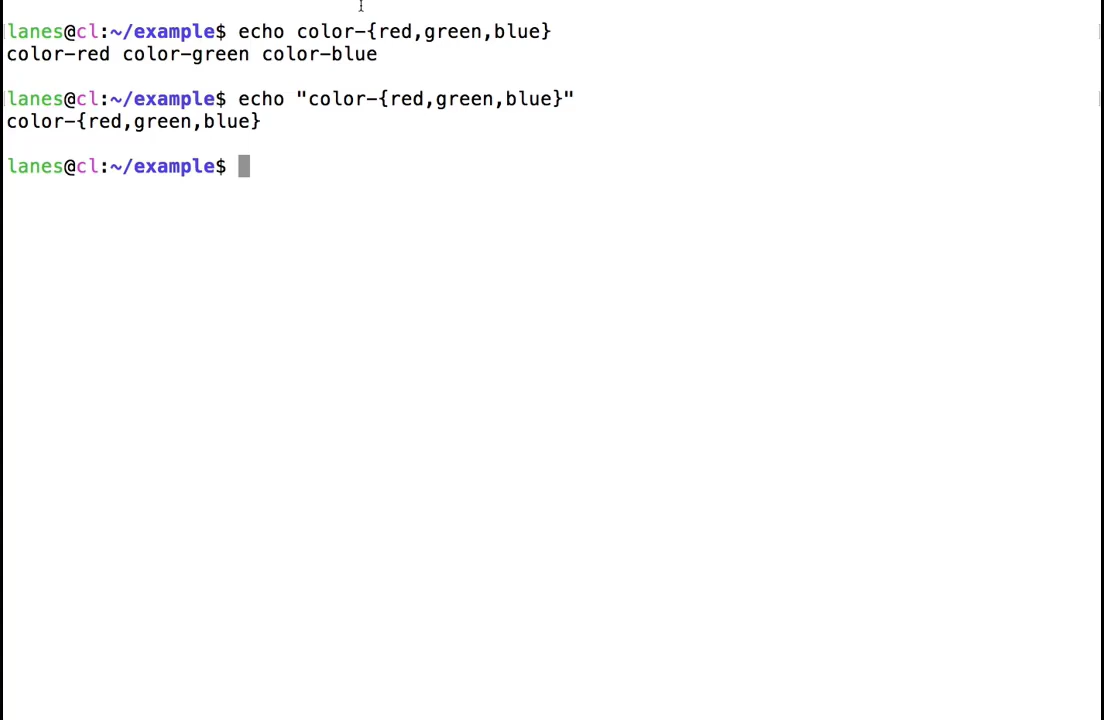 lanes@cl:~/example$ echo color-{red,green,blue}
color-red color-green color-blue
lanes@cl:~/example$ echo "color-{red,green,blue}"
color-{red,green,blue}
lanes@cl:~/example$